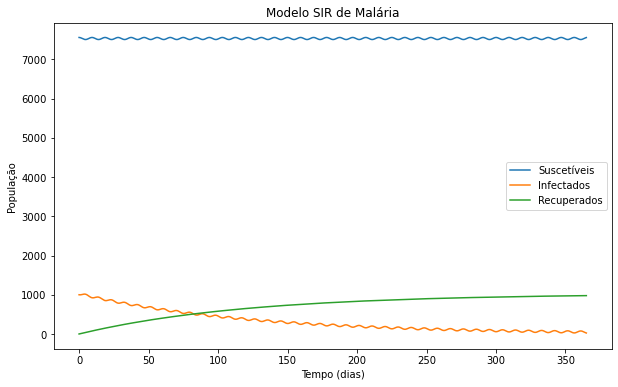 Modelo SIR de Malária
7000
6000
5000
4000
3000
2000
1000
0
População
Suscetíveis
Infectados
Recuperados
0 50 100 150 200 250 300 350
Tempo (dias)